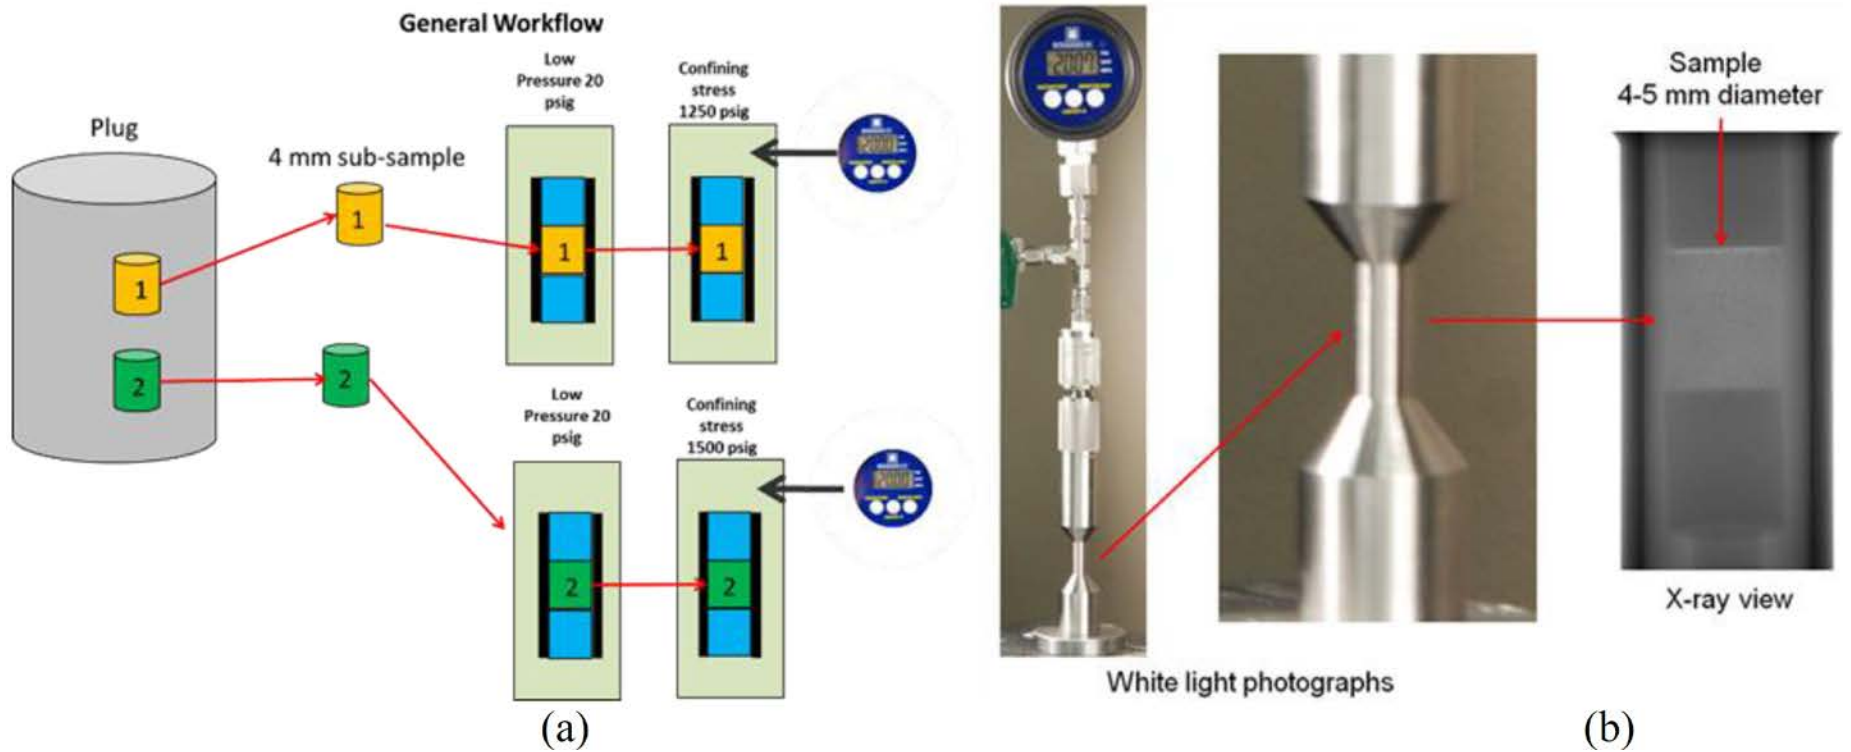 General Workflow
Plug
4 mm sub-sample
Low
Pressure 20
psig
Confining
stress
1250 psig
1
1
1
1
2
2
Low
Pressure 20
psig
Confining
stress
1500 psig
2
2
(a)
2007
Sample
4-5 mm diameter
X-ray view
White light photographs
(b)